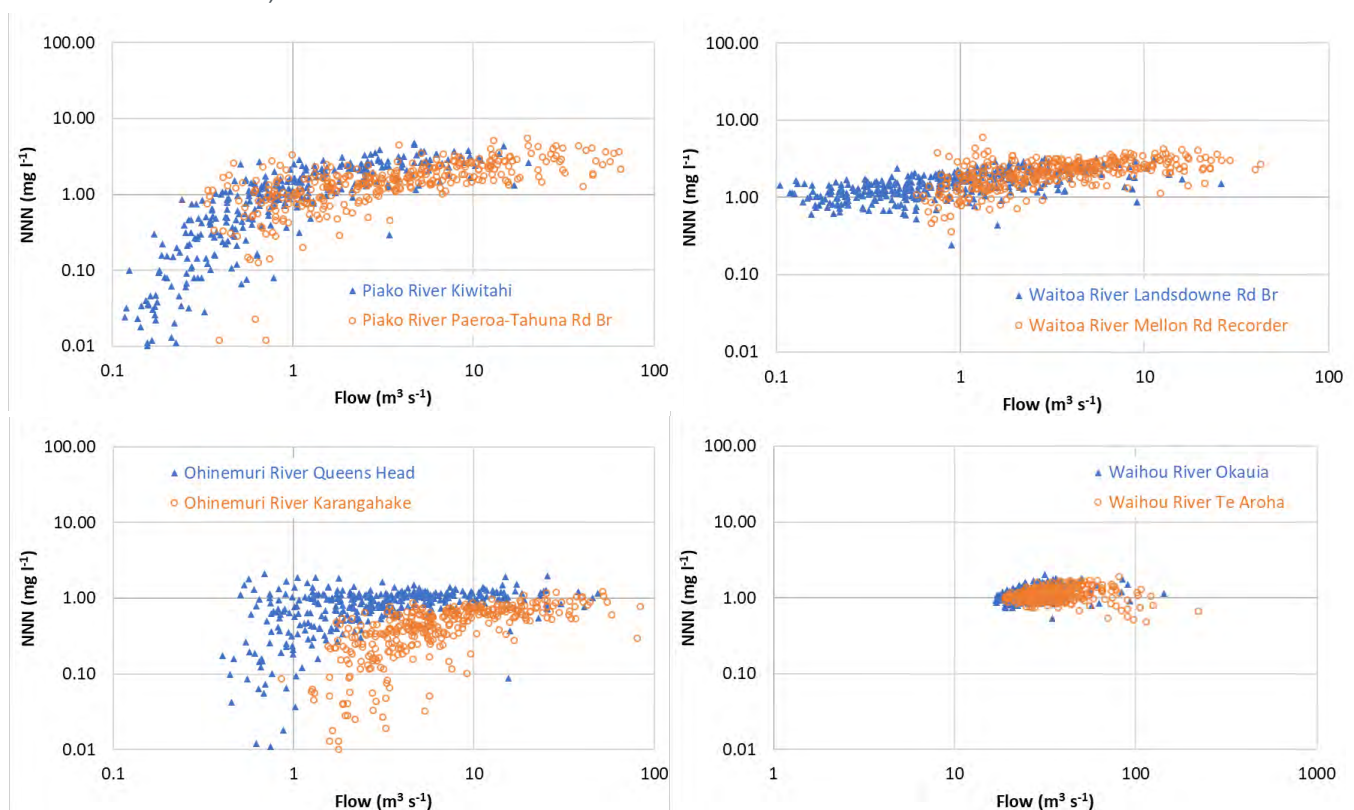 100.00
10.00
1.00
0.10
0.01
NNN (mg l⁻¹)
Piako River Kiwitahi
Piako River Paeroa-Tahuna Rd Br
0.1 1 10 100
Flow (m³ s⁻¹)
100.00
10.00
1.00
0.10
0.01
NNN (mg l⁻¹)
Waitoa River Landsdowne Rd Br
Waitoa River Mellon Rd Recorder
0.1 1 10 100
Flow (m³ s⁻¹)
100.00
10.00
1.00
0.10
0.01
NNN (mg l⁻¹)
Ohinemuri River Queens Head
Ohinemuri River Karangahake
0.1 1 10 100
Flow (m³ s⁻¹)
100.00
10.00
1.00
0.10
0.01
NNN (mg l⁻¹)
Waihou River Okauia
Waihou River Te Aroha
1 10 100 1000
Flow (m³ s⁻¹)